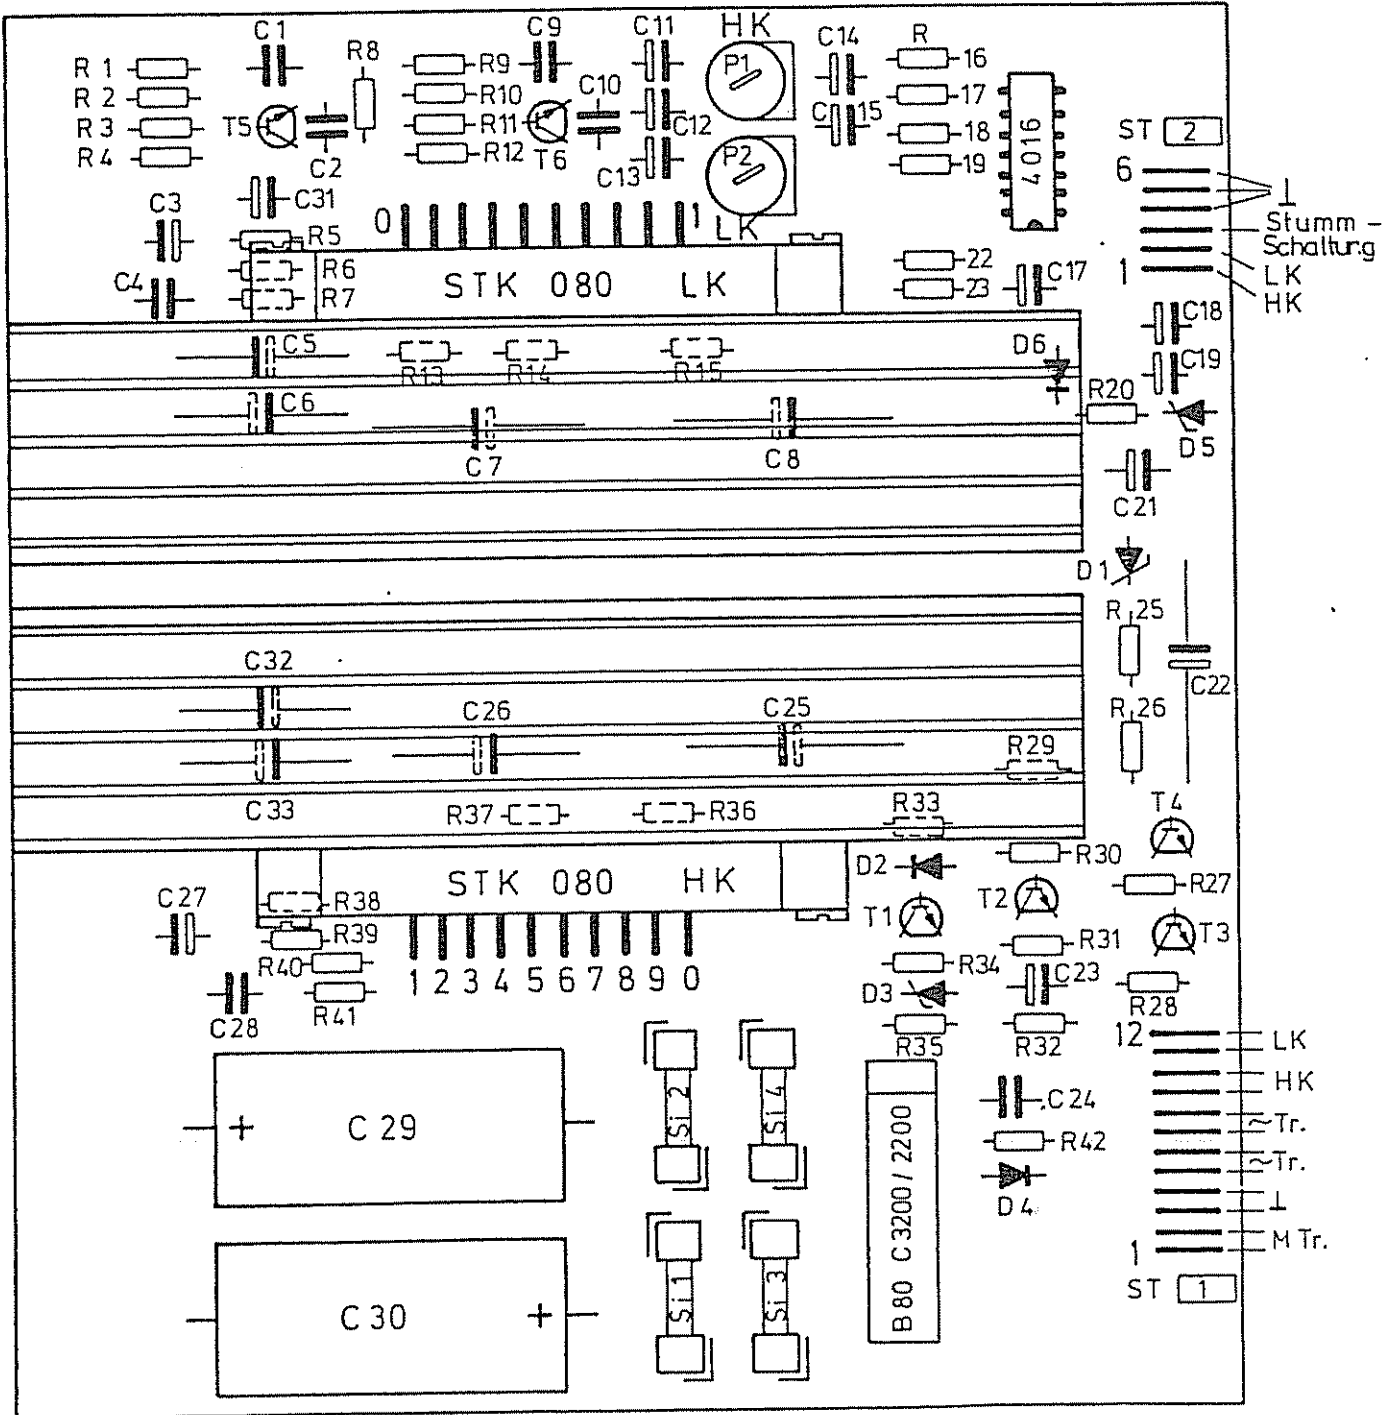 C 1
R8
C9
C11
HK
C14
R
R 1
R9
P1
16
R 2
R10
C10
17
R 3
T5
R11
C12
C 15
18
4016
ST 2
R 4
C2
R12
T6
C13
P2
19
6
⊥
C3
C31
0
1
LK
Stumm -
Schaltung
R5
C4
R6
STK 080 LK
22
C17
1
LK
R7
23
HK
C18
C5
D6
C19
R13
R14
R15
R20
C6
D5
C7
C8
C21
D1
R 25
C32
C22
C26
C25
R 26
R29
C33
R37
R36
R33
T4
R30
D2
STK 080 HK
T2
R27
C27
R38
T1
T3
R39
R31
R40
R34
C23
1 2 3 4 5 6 7 8 9 0
D3
R28
R41
C28
R35
R32
12
LK
HK
C24
C 29
+
Si 2
Si 4
~Tr.
R42
~Tr.
D4
⊥
M Tr.
1
ST 1
C 30
+
Si 1
Si 3
B80 C3200/2200